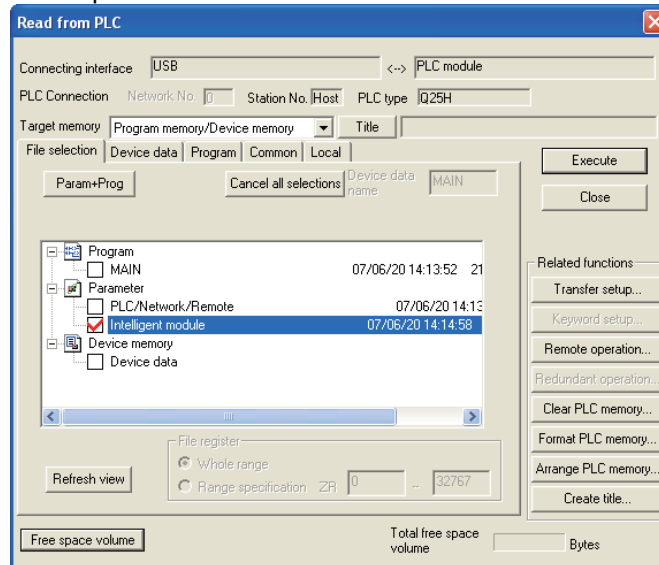 Read from PLC
Connecting interface USB <--> PLC module
PLC Connection Network No. 0 Station No. Host PLC type Q25H
Target memory Program memory/Device memory Title
File selection Device data Program Common Local
Execute
Param+Prog Cancel all selections Device data name MAIN
Close
Program
MAIN 07/06/20 14:13:52 21
Related functions
Parameter
Transfer setup...
PLC/Network/Remote 07/06/20 14:13
Intelligent module 07/06/20 14:14:58
Keyword setup...
Device memory
Remote operation...
Device data
Redundant operation...
Clear PLC memory...
File register
Format PLC memory...
Whole range
Arrange PLC memory...
Refresh view
Range specification ZR 0 -- 32767
Create title...
Free space volume Total free space volume Bytes